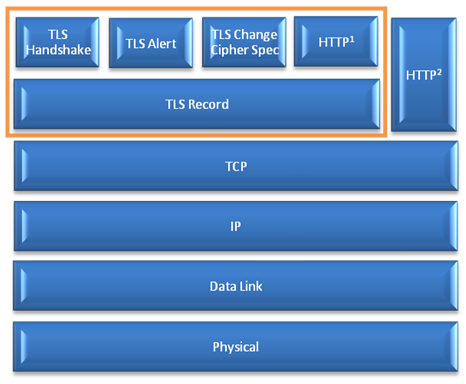 TLS
Handshake
TLS Alert
TLS Change
Cipher Spec
HTTP¹
HTTP²
TLS Record
TCP
IP
Data Link
Physical